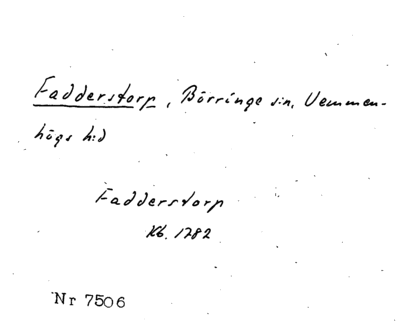 Fadderstorp, Börringe sn, Vemmen-
högs hd
Fadderstorp
Kb. 1782
Nr 7506